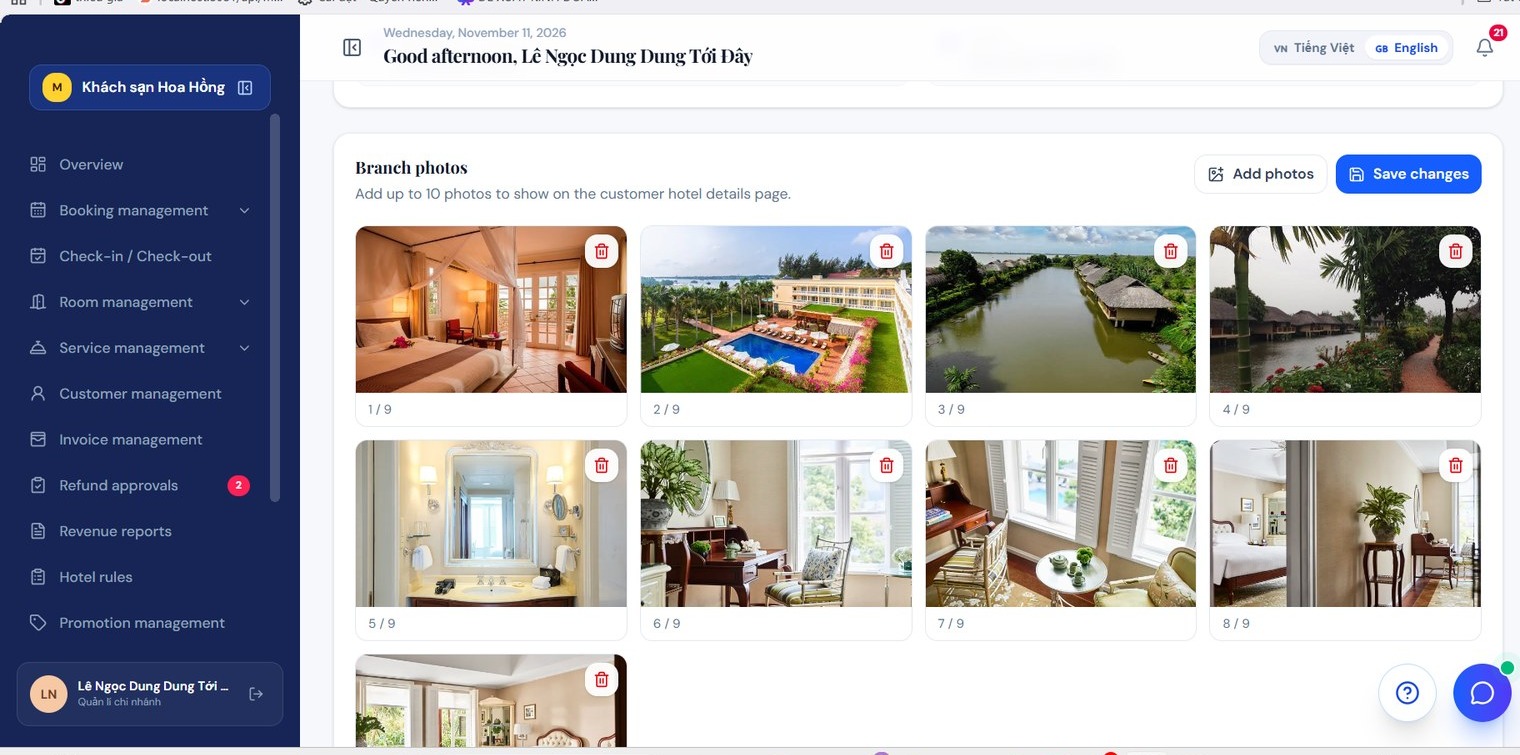 Wednesday, November 11, 2026
Good afternoon, Lê Ngọc Dung Dung Tới Đây
VN Tiếng Việt
GB English
21
M
Khách sạn Hoa Hồng
Overview
Booking management
Check-in / Check-out
Room management
Service management
Customer management
Invoice management
Refund approvals
2
Revenue reports
Hotel rules
Promotion management
LN
Lê Ngọc Dung Dung Tới ...
Quản lí chi nhánh
Branch photos
Add up to 10 photos to show on the customer hotel details page.
Add photos
Save changes
1 / 9
2 / 9
3 / 9
4 / 9
5 / 9
6 / 9
7 / 9
8 / 9